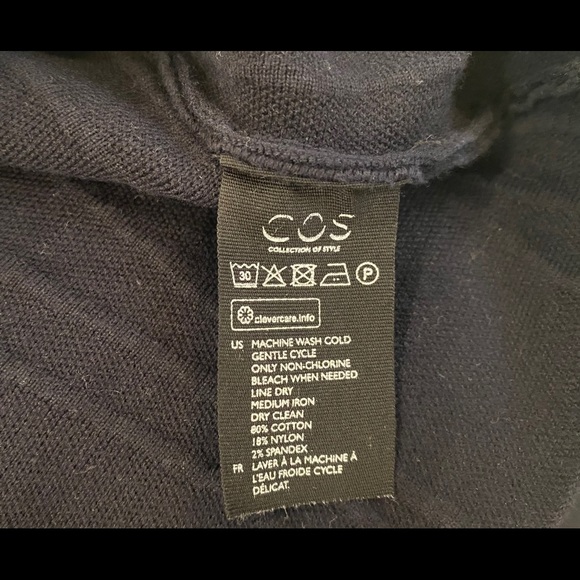 COS
COLLECTION OF STYLE
30 P
clevercare.info
US MACHINE WASH COLD
GENTLE CYCLE
ONLY NON-CHLORINE
BLEACH WHEN NEEDED
LINE DRY
MEDIUM IRON
DRY CLEAN
80% COTTON
18% NYLON
2% SPANDEX
FR LAVER À LA MACHINE À
L'EAU FROIDE CYCLE
DÉLICAT.